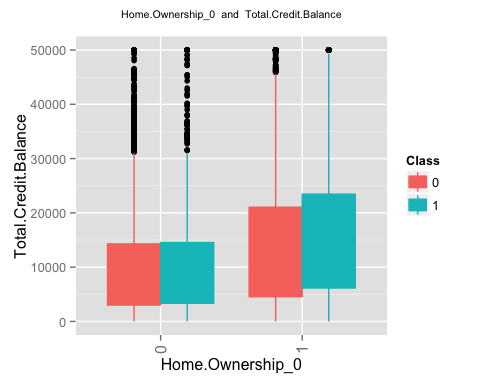 Home.Ownership_0 and Total.Credit.Balance
50000
40000
30000
20000
10000
0
Total.Credit.Balance
Class
0
1
0
1
Home.Ownership_0